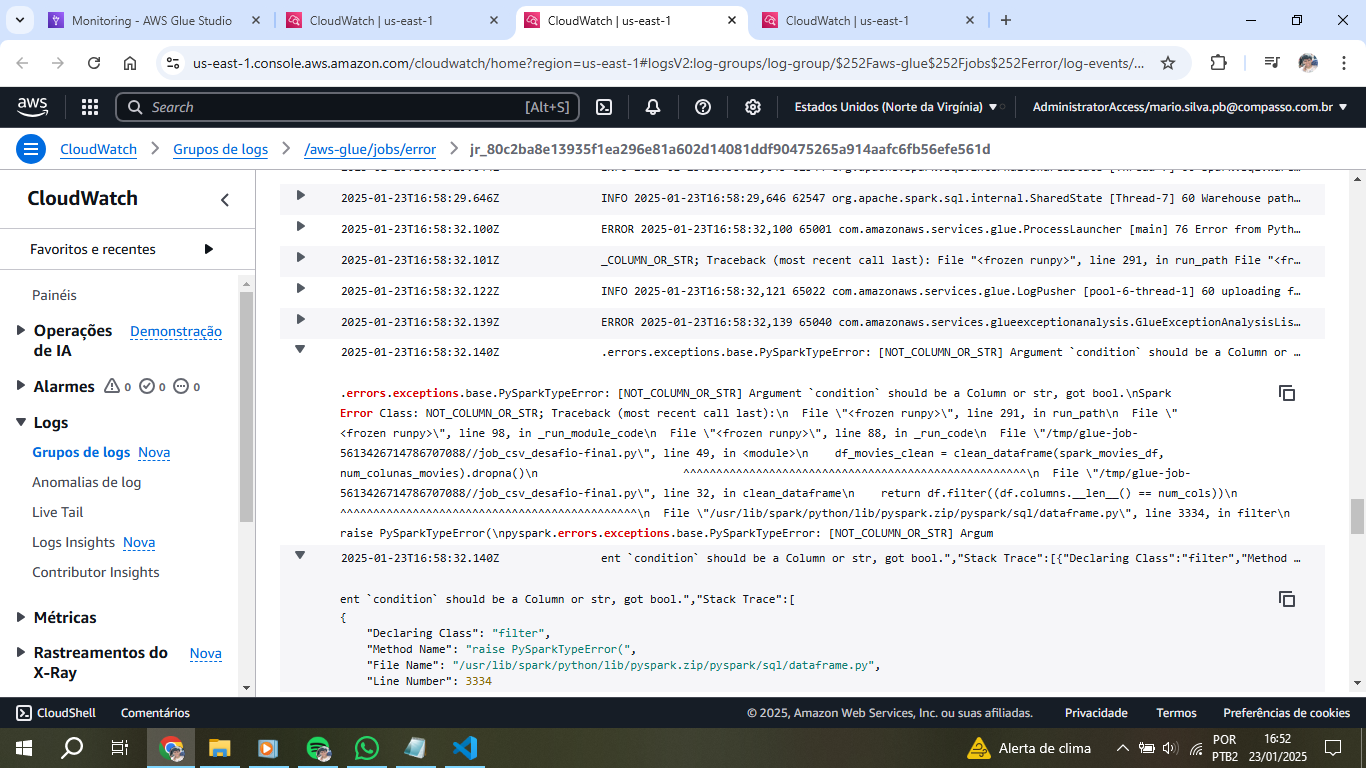 Monitoring - AWS Glue Studio
CloudWatch | us-east-1
CloudWatch | us-east-1
CloudWatch | us-east-1
us-east-1.console.aws.amazon.com/cloudwatch/home?region=us-east-1#logsV2:log-groups/log-group/$252Faws-glue$252Fjobs$252Ferror/log-events/...
aws
Search
[Alt+S]
Estados Unidos (Norte da Virgínia)
AdministratorAccess/mario.silva.pb@compasso.com.br
CloudWatch
Grupos de logs
/aws-glue/jobs/error
jr_80c2ba8e13935f1ea296e81a602d14081ddf90475265a914aafc6fb56efe561d
CloudWatch
Favoritos e recentes
Painéis
Operações de IA
Demonstração
Alarmes 0 0 0
Logs
Grupos de logs Nova
Anomalias de log
Live Tail
Logs Insights Nova
Contributor Insights
Métricas
Rastreamentos do X-Ray
Nova
2025-01-23T16:58:29.646Z INFO 2025-01-23T16:58:29,646 62547 org.apache.spark.sql.internal.SharedState [Thread-7] 60 Warehouse path…
2025-01-23T16:58:32.100Z ERROR 2025-01-23T16:58:32,100 65001 com.amazonaws.services.glue.ProcessLauncher [main] 76 Error from Pyth…
2025-01-23T16:58:32.101Z _COLUMN_OR_STR; Traceback (most recent call last): File "<frozen runpy>", line 291, in run_path File "<fr…
2025-01-23T16:58:32.122Z INFO 2025-01-23T16:58:32,121 65022 com.amazonaws.services.glue.LogPusher [pool-6-thread-1] 60 uploading f…
2025-01-23T16:58:32.139Z ERROR 2025-01-23T16:58:32,139 65040 com.amazonaws.services.glueexceptionanalysis.GlueExceptionAnalysisLis…
2025-01-23T16:58:32.140Z .errors.exceptions.base.PySparkTypeError: [NOT_COLUMN_OR_STR] Argument `condition` should be a Column or …
.errors.exceptions.base.PySparkTypeError: [NOT_COLUMN_OR_STR] Argument `condition` should be a Column or str, got bool.\nSpark
Error Class: NOT_COLUMN_OR_STR; Traceback (most recent call last):\n  File \"<frozen runpy>\", line 291, in run_path\n  File \"
<frozen runpy>\", line 98, in _run_module_code\n  File \"<frozen runpy>\", line 88, in _run_code\n  File \"/tmp/glue-job-
5613426714786707088//job_csv_desafio-final.py\", line 49, in <module>\n    df_movies_clean = clean_dataframe(spark_movies_df,
num_colunas_movies).dropna()\n                      ^^^^^^^^^^^^^^^^^^^^^^^^^^^^^^^^^^^^^^^^^^^^^^^^^^^^\n  File \"/tmp/glue-job-
5613426714786707088//job_csv_desafio-final.py\", line 32, in clean_dataframe\n    return df.filter((df.columns.__len__() == num_cols))\n
^^^^^^^^^^^^^^^^^^^^^^^^^^^^^^^^^^^^^^^^^^^^^\n  File \"/usr/lib/spark/python/lib/pyspark.zip/pyspark/sql/dataframe.py\", line 3334, in filter\n
raise PySparkTypeError(\npyspark.errors.exceptions.base.PySparkTypeError: [NOT_COLUMN_OR_STR] Argum
2025-01-23T16:58:32.140Z ent `condition` should be a Column or str, got bool.","Stack Trace":[{"Declaring Class":"filter","Method …
ent `condition` should be a Column or str, got bool.","Stack Trace":[
{
"Declaring Class": "filter",
"Method Name": "raise PySparkTypeError(",
"File Name": "/usr/lib/spark/python/lib/pyspark.zip/pyspark/sql/dataframe.py",
"Line Number": 3334
CloudShell
Comentários
© 2025, Amazon Web Services, Inc. ou suas afiliadas.
Privacidade
Termos
Preferências de cookies
Alerta de clima
POR
PTB2
16:52
23/01/2025